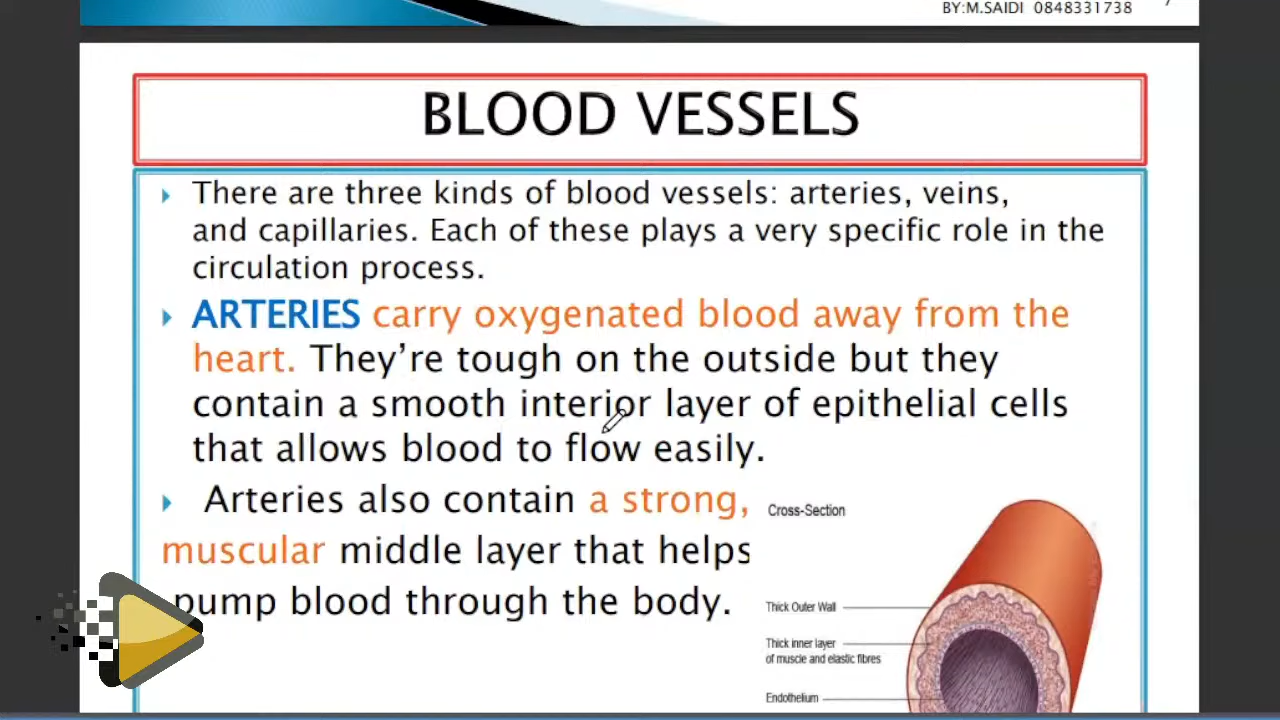 BY:M.SAIDI 0848331738
BLOOD VESSELS
There are three kinds of blood vessels: arteries, veins,
and capillaries. Each of these plays a very specific role in the
circulation process.
ARTERIES carry oxygenated blood away from the
heart. They’re tough on the outside but they
contain a smooth interior layer of epithelial cells
that allows blood to flow easily.
Arteries also contain a strong,
muscular middle layer that helps
pump blood through the body.
Cross-Section
Thick Outer Wall
Thick inner layer
of muscle and elastic fibres
Endothelium